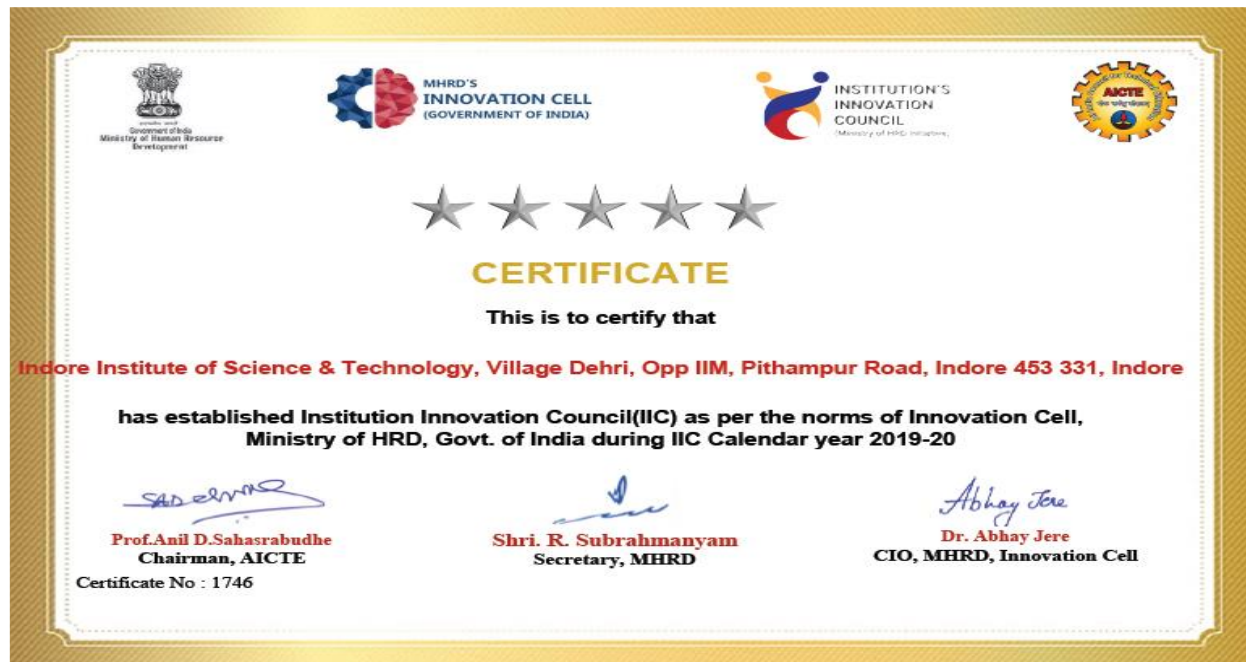 Government of India
Ministry of Human Resource
Development
MHRD'S
INNOVATION CELL
(GOVERNMENT OF INDIA)
INSTITUTION'S
INNOVATION
COUNCIL
(Ministry of HRD Initiative)
AICTE
CERTIFICATE
This is to certify that
Indore Institute of Science & Technology, Village Dehri, Opp IIM, Pithampur Road, Indore 453 331, Indore
has established Institution Innovation Council(IIC) as per the norms of Innovation Cell,
Ministry of HRD, Govt. of India during IIC Calendar year 2019-20
Abhay Jere
Prof.Anil D.Sahasrabudhe
Chairman, AICTE
Shri. R. Subrahmanyam
Secretary, MHRD
Dr. Abhay Jere
CIO, MHRD, Innovation Cell
Certificate No : 1746